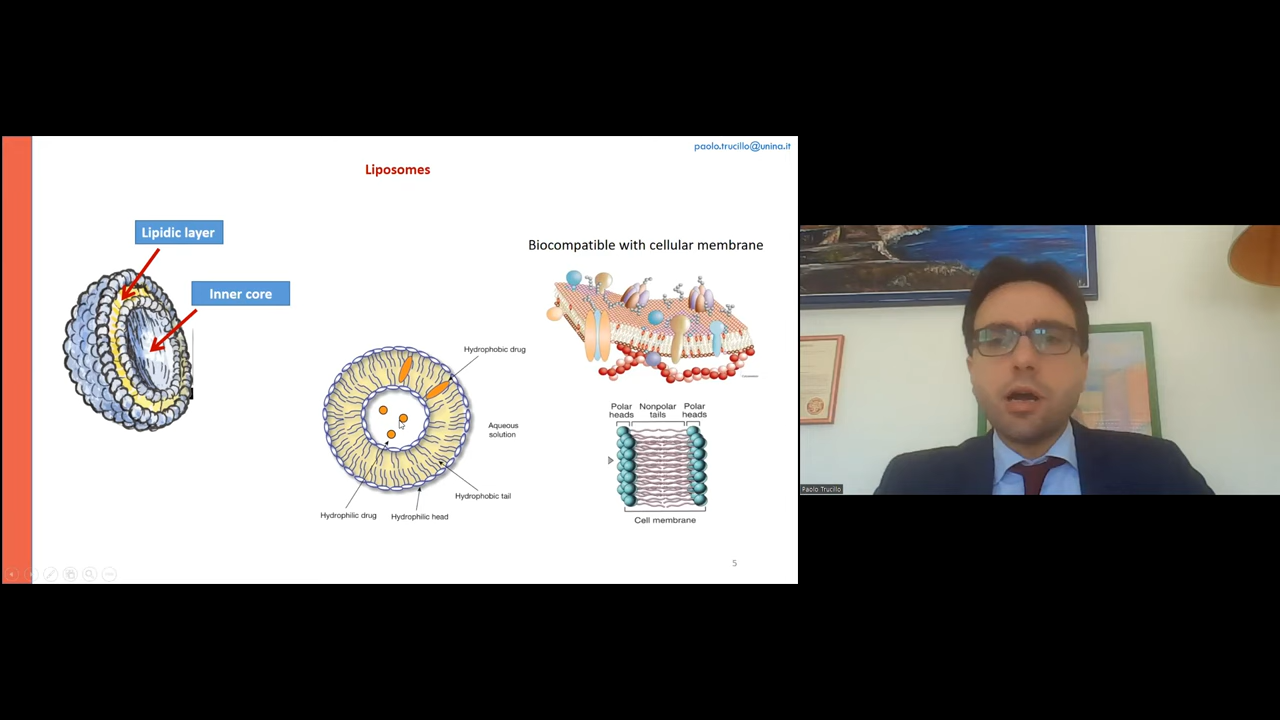 paolo.trucillo@unina.it
Liposomes
Lipidic layer
Inner core
Biocompatible with cellular membrane
Hydrophobic drug
Aqueous
solution
Hydrophobic tail
Hydrophilic drug
Hydrophilic head
Polar
heads
Nonpolar
tails
Polar
heads
Cell membrane
5
Paolo Trucillo